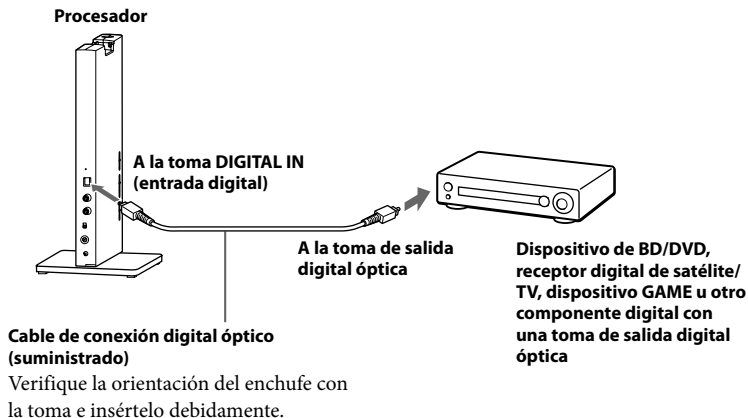 Procesador
A la toma DIGITAL IN
(entrada digital)
A la toma de salida
digital óptica
Dispositivo de BD/DVD,
receptor digital de satélite/
TV, dispositivo GAME u otro
componente digital con
una toma de salida digital
óptica
Cable de conexión digital óptico
(suministrado)
Verifique la orientación del enchufe con
la toma e insértelo debidamente.